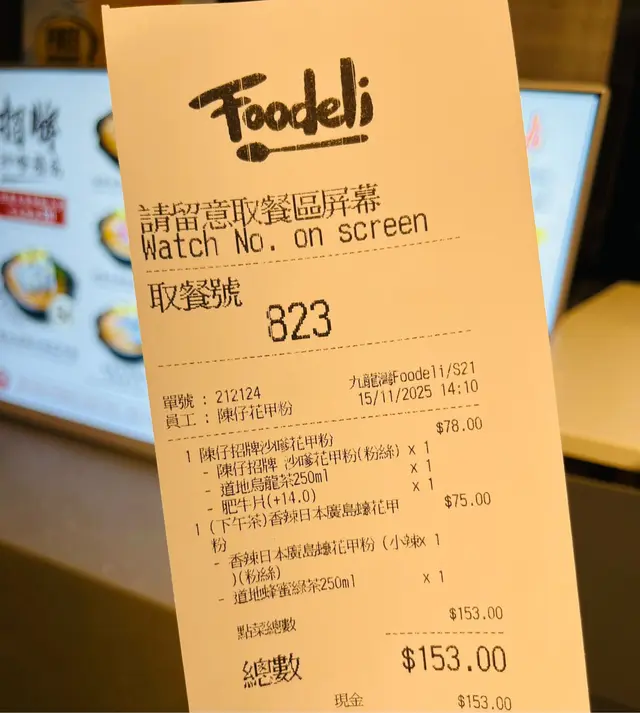 招牌
Foodeli
請留意取餐區屏幕
Watch No. on screen
取餐號
823
單號 : 212124
九龍灣Foodeli/S21
員工 : 陳仔花甲粉
15/11/2025 14:10
1 陳仔招牌沙嗲花甲粉 $78.00
- 陳仔招牌 沙嗲花甲粉(粉絲) x 1
- 道地烏龍茶250ml x 1
- 肥牛片(+14.0) x 1
1 (下午茶)香辣日本廣島蠔花甲 $75.00
粉
- 香辣日本廣島蠔花甲粉 (小辣x 1
)(粉絲)
- 道地蜂蜜綠茶250ml x 1
點菜總數 $153.00
總數 $153.00
現金 $153.00